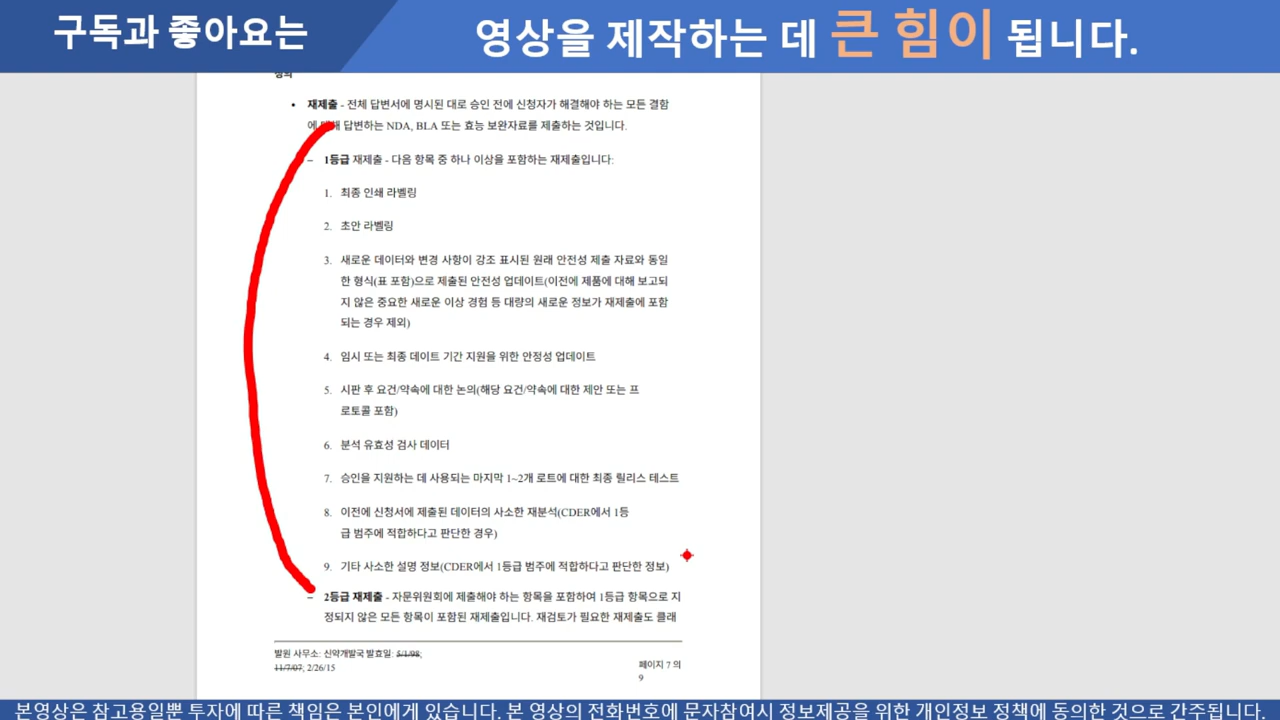 구독과 좋아요는
영상을 제작하는 데 큰 힘이 됩니다.
정의
• 재제출 - 전체 답변서에 명시된 대로 승인 전에 신청자가 해결해야 하는 모든 결함
에 대해 답변하는 NDA, BLA 또는 효능 보완자료를 제출하는 것입니다.
– 1등급 재제출 - 다음 항목 중 하나 이상을 포함하는 재제출입니다:
1. 최종 인쇄 라벨링
2. 초안 라벨링
3. 새로운 데이터와 변경 사항이 강조 표시된 원래 안전성 제출 자료와 동일
한 형식(표 포함)으로 제출된 안전성 업데이트(이전에 제품에 대해 보고되
지 않은 중요한 새로운 이상 경험 등 대량의 새로운 정보가 재제출에 포함
되는 경우 제외)
4. 임시 또는 최종 데이트 기간 지원을 위한 안정성 업데이트
5. 시판 후 요건/약속에 대한 논의(해당 요건/약속에 대한 제안 또는 프
로토콜 포함)
6. 분석 유효성 검사 데이터
7. 승인을 지원하는 데 사용되는 마지막 1~2개 로트에 대한 최종 릴리스 테스트
8. 이전에 신청서에 제출된 데이터의 사소한 재분석(CDER에서 1등
급 범주에 적합하다고 판단한 경우)
9. 기타 사소한 설명 정보(CDER에서 1등급 범주에 적합하다고 판단한 정보)
– 2등급 재제출 - 자문위원회에 제출해야 하는 항목을 포함하여 1등급 항목으로 지
정되지 않은 모든 항목이 포함된 재제출입니다. 재검토가 필요한 재제출도 클래
발원 사무소: 신약개발국 발효일: 5/1/98;
11/7/07; 2/26/15
페이지 7 의
9
본영상은 참고용일뿐 투자에 따른 책임은 본인에게 있습니다. 본 영상의 전화번호에 문자참여시 정보제공을 위한 개인정보 정책에 동의한 것으로 간주됩니다.